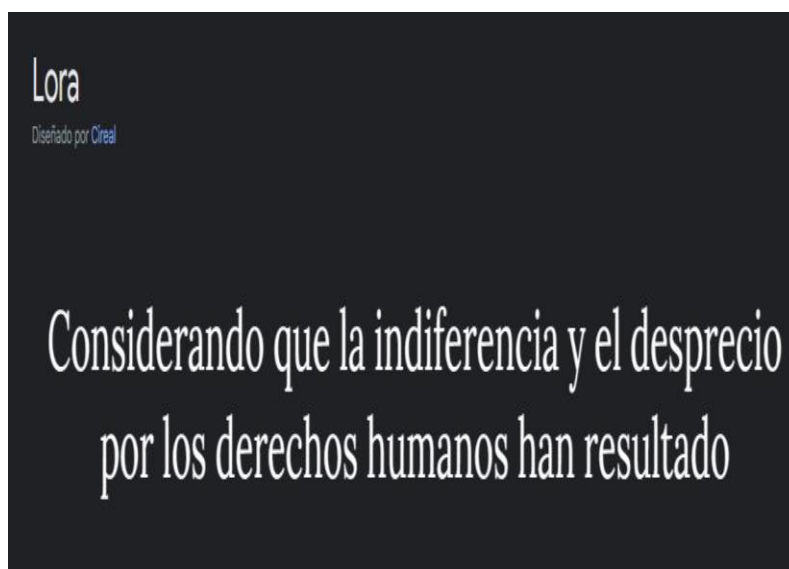 Lora
Diseñado por Cireal
Considerando que la indiferencia y el desprecio
por los derechos humanos han resultado